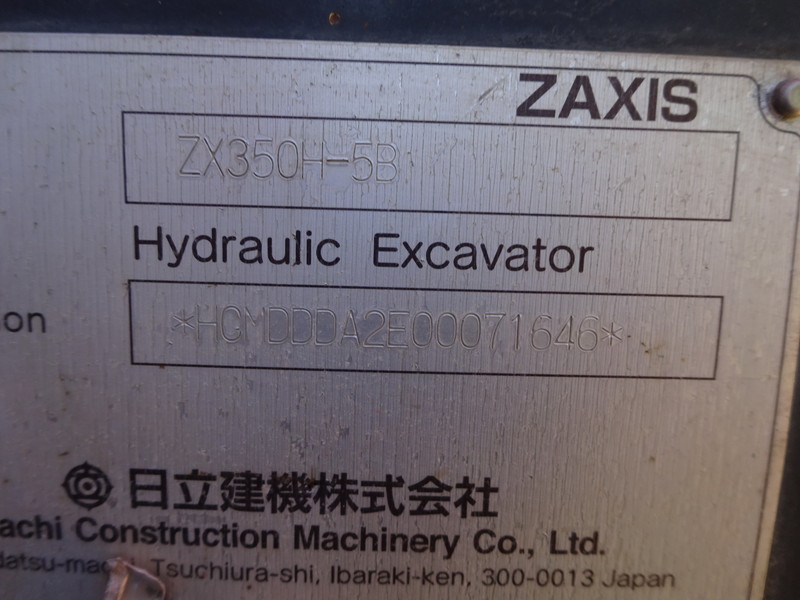 ZAXIS
ZX350H-5B
Hydraulic Excavator
on
*HCMDDDA2E00071646*
日立建機株式会社
achi Construction Machinery Co., Ltd.
Tsuchiura-shi, Ibaraki-ken, 300-0013 Japan